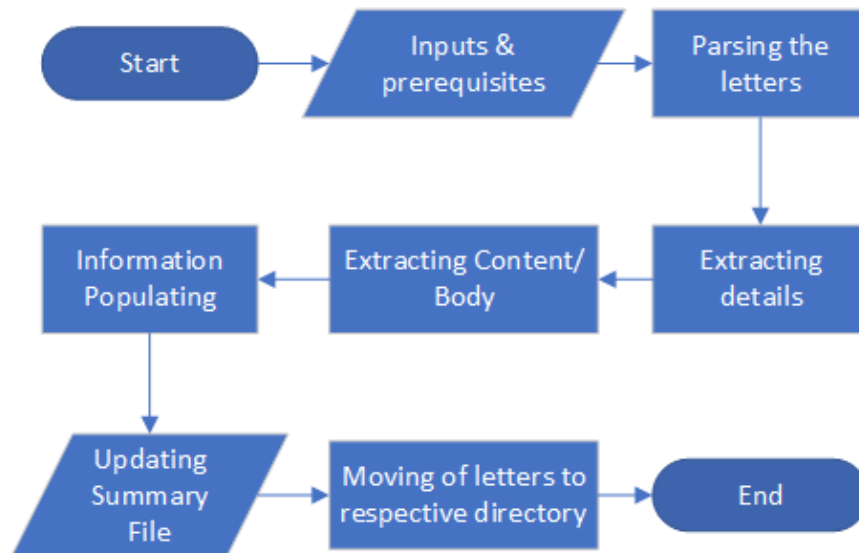 Start
Inputs &
prerequisites
Parsing the
letters
Extracting
details
Extracting Content/
Body
Information
Populating
Updating
Summary
File
Moving of letters to
respective directory
End